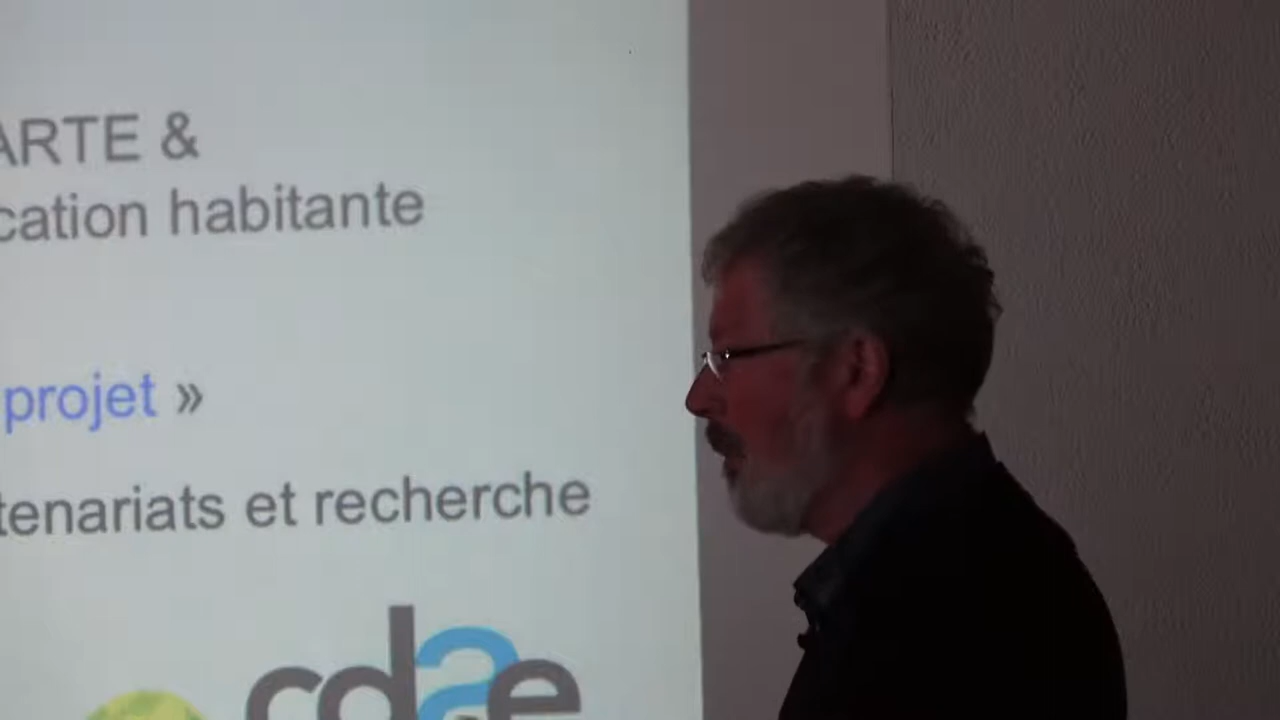 ARTE &
cation habitante
projet »
tenariats et recherche
cd2e